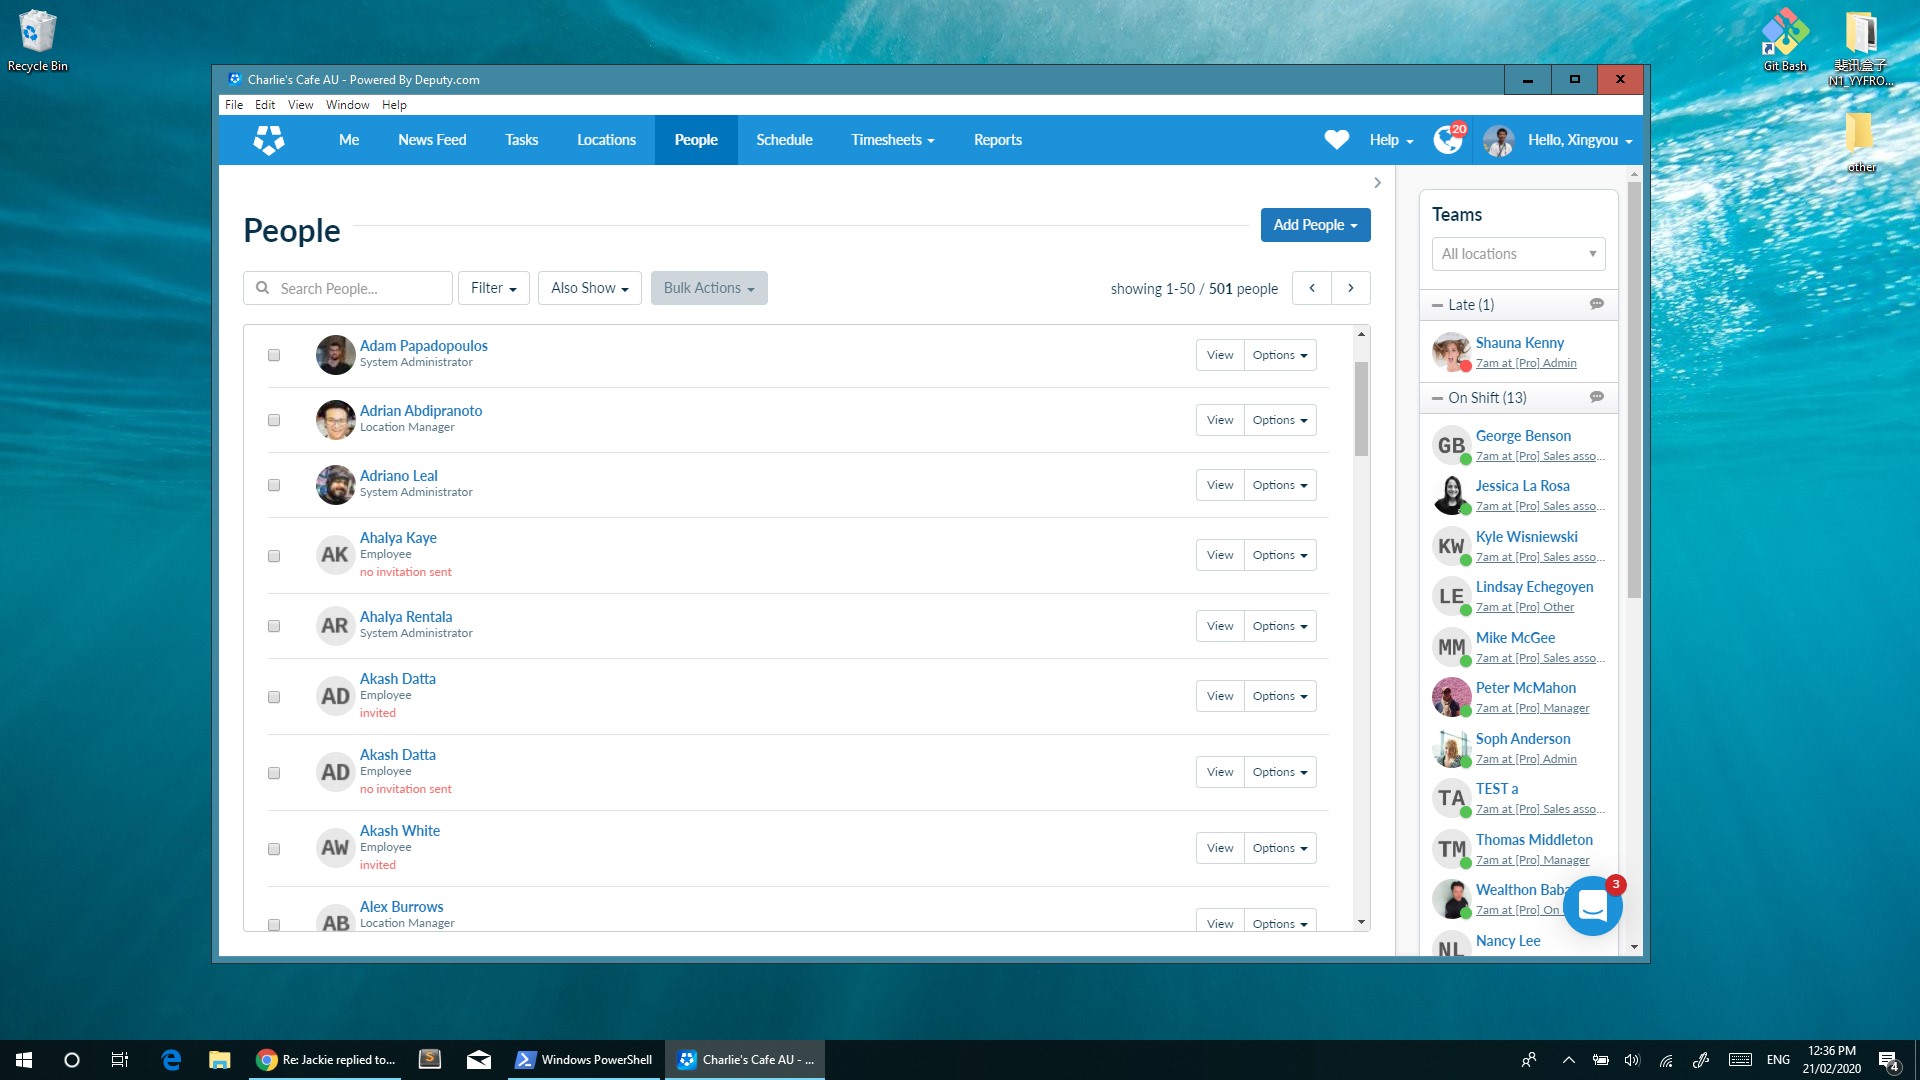 Recycle Bin
Git Bash
斐讯盒子
N1_YYFRO...
other
Charlie's Cafe AU - Powered By Deputy.com
File Edit View Window Help
Me News Feed Tasks Locations People Schedule Timesheets Reports
Help
20
Hello, Xingyou
People
Add People
Search People...
Filter
Also Show
Bulk Actions
showing 1-50 / 501 people
Adam Papadopoulos
System Administrator
View Options
Adrian Abdipranoto
Location Manager
View Options
Adriano Leal
System Administrator
View Options
AK
Ahalya Kaye
Employee
no invitation sent
View Options
AR
Ahalya Rentala
System Administrator
View Options
AD
Akash Datta
Employee
invited
View Options
AD
Akash Datta
Employee
no invitation sent
View Options
AW
Akash White
Employee
invited
View Options
AB
Alex Burrows
Location Manager
View Options
Teams
All locations
Late (1)
Shauna Kenny
7am at [Pro] Admin
On Shift (13)
GB
George Benson
7am at [Pro] Sales asso...
Jessica La Rosa
7am at [Pro] Sales asso...
KW
Kyle Wisniewski
7am at [Pro] Sales asso...
LE
Lindsay Echegoyen
7am at [Pro] Other
MM
Mike McGee
7am at [Pro] Sales asso...
Peter McMahon
7am at [Pro] Manager
Soph Anderson
7am at [Pro] Admin
TA
TEST a
7am at [Pro] Sales asso...
TM
Thomas Middleton
7am at [Pro] Manager
Wealthon Baba
7am at [Pro] On
3
NL
Nancy Lee
Re: Jackie replied to...
Windows PowerShell
Charlie's Cafe AU - ...
ENG
12:36 PM
21/02/2020
4